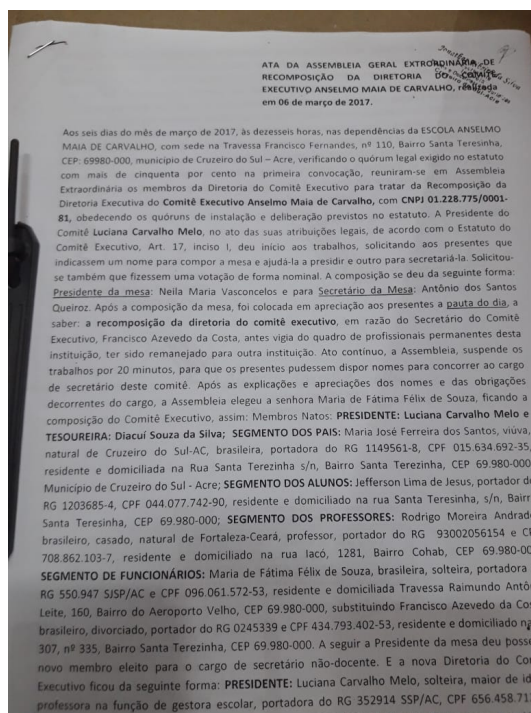 ATA DA ASSEMBLEIA GERAL EXTRORDINÁRIA DE
RECOMPOSIÇÃO DA DIRETORIA DO COMITÊ
EXECUTIVO ANSELMO MAIA DE CARVALHO, realizada
em 06 de março de 2017.
Aos seis dias do mês de março de 2017, às dezesseis horas, nas dependências da ESCOLA ANSELMO
MAIA DE CARVALHO, com sede na Travessa Francisco Fernandes, nº 110, Bairro Santa Teresinha,
CEP: 69980-000, município de Cruzeiro do Sul – Acre, verificando o quórum legal exigido no estatuto
com mais de cinquenta por cento na primeira convocação, reuniram-se em Assembleia
Extraordinária os membros da Diretoria do Comitê Executivo para tratar da Recomposição da
Diretoria Executiva do Comitê Executivo Anselmo Maia de Carvalho, com CNPJ 01.228.775/0001-
81, obedecendo os quóruns de instalação e deliberação previstos no estatuto. A Presidente do
Comitê Luciana Carvalho Melo, no ato das suas atribuições legais, de acordo com o Estatuto do
Comitê Executivo, Art. 17, inciso I, deu início aos trabalhos, solicitando aos presentes que
indicassem um nome para compor a mesa e ajudá-la a presidir e outro para secretariá-la. Solicitou-
se também que fizessem uma votação de forma nominal. A composição se deu da seguinte forma:
Presidente da mesa: Neila Maria Vasconcelos e para Secretário da Mesa: Antônio dos Santos
Queiroz. Após a composição da mesa, foi colocada em apreciação aos presentes a pauta do dia, a
saber: a recomposição da diretoria do comitê executivo, em razão do Secretário do Comitê
Executivo, Francisco Azevedo da Costa, antes vigia do quadro de profissionais permanentes desta
instituição, ter sido remanejado para outra instituição. Ato contínuo, a Assembleia, suspende os
trabalhos por 20 minutos, para que os presentes pudessem dispor nomes para concorrer ao cargo
de secretário deste comitê. Após as explicações e apreciações dos nomes e das obrigações
decorrentes do cargo, a Assembleia elegeu a senhora Maria de Fátima Félix de Souza, ficando a
composição do Comitê Executivo, assim: Membros Natos: PRESIDENTE: Luciana Carvalho Melo e
TESOUREIRA: Diacuí Souza da Silva; SEGMENTO DOS PAIS: Maria José Ferreira dos Santos, viúva,
natural de Cruzeiro do Sul-AC, brasileira, portadora do RG 1149561-8, CPF 015.634.692-35,
residente e domiciliada na Rua Santa Terezinha s/n, Bairro Santa Terezinha, CEP 69.980-000
Município de Cruzeiro do Sul - Acre; SEGMENTO DOS ALUNOS: Jefferson Lima de Jesus, portador do
RG 1203685-4, CPF 044.077.742-90, residente e domiciliado na rua Santa Teresinha, s/n, Bairr
Santa Teresinha, CEP 69.980-000; SEGMENTO DOS PROFESSORES: Rodrigo Moreira Andrad
brasileiro, casado, natural de Fortaleza-Ceará, professor, portador do RG 93002056154 e CP
708.862.103-7, residente e domiciliado na rua Iacó, 1281, Bairro Cohab, CEP 69.980-00
SEGMENTO DE FUNCIONÁRIOS: Maria de Fátima Félix de Souza, brasileira, solteira, portadora
RG 550.947 SJSP/AC e CPF 096.061.572-53, residente e domiciliada Travessa Raimundo Antô
Leite, 160, Bairro do Aeroporto Velho, CEP 69.980-000, substituindo Francisco Azevedo da Cos
brasileiro, divorciado, portador do RG 0245339 e CPF 434.793.402-53, residente e domiciliado n
307, nº 335, Bairro Santa Terezinha, CEP 69.980-000. A seguir a Presidente da mesa deu posse
novo membro eleito para o cargo de secretário não-docente. E a nova Diretoria do Com
Executivo ficou da seguinte forma: PRESIDENTE: Luciana Carvalho Melo, solteira, maior de id
professora na função de gestora escolar, portadora do RG 352914 SSP/AC, CPF 656.458.71